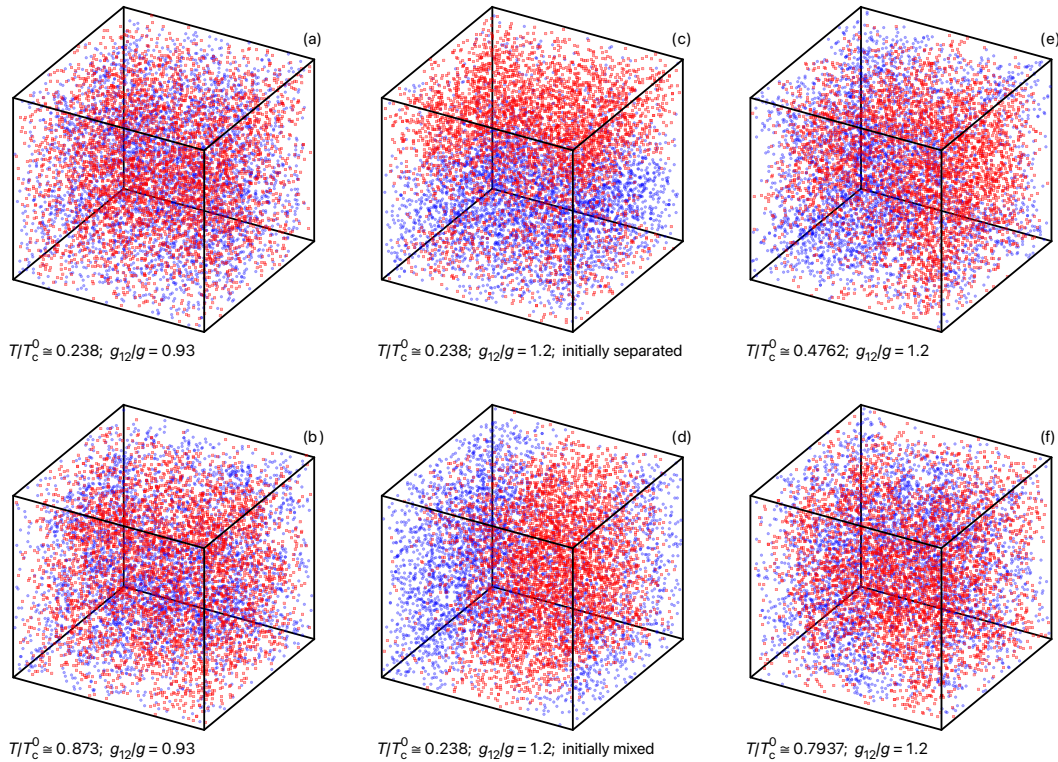 (a)
(c)
(e)
T/T_c^0 ≅ 0.238; g_12/g = 0.93
T/T_c^0 ≅ 0.238; g_12/g = 1.2; initially separated
T/T_c^0 ≅ 0.4762; g_12/g = 1.2
(b)
(d)
(f)
T/T_c^0 ≅ 0.873; g_12/g = 0.93
T/T_c^0 ≅ 0.238; g_12/g = 1.2; initially mixed
T/T_c^0 ≅ 0.7937; g_12/g = 1.2